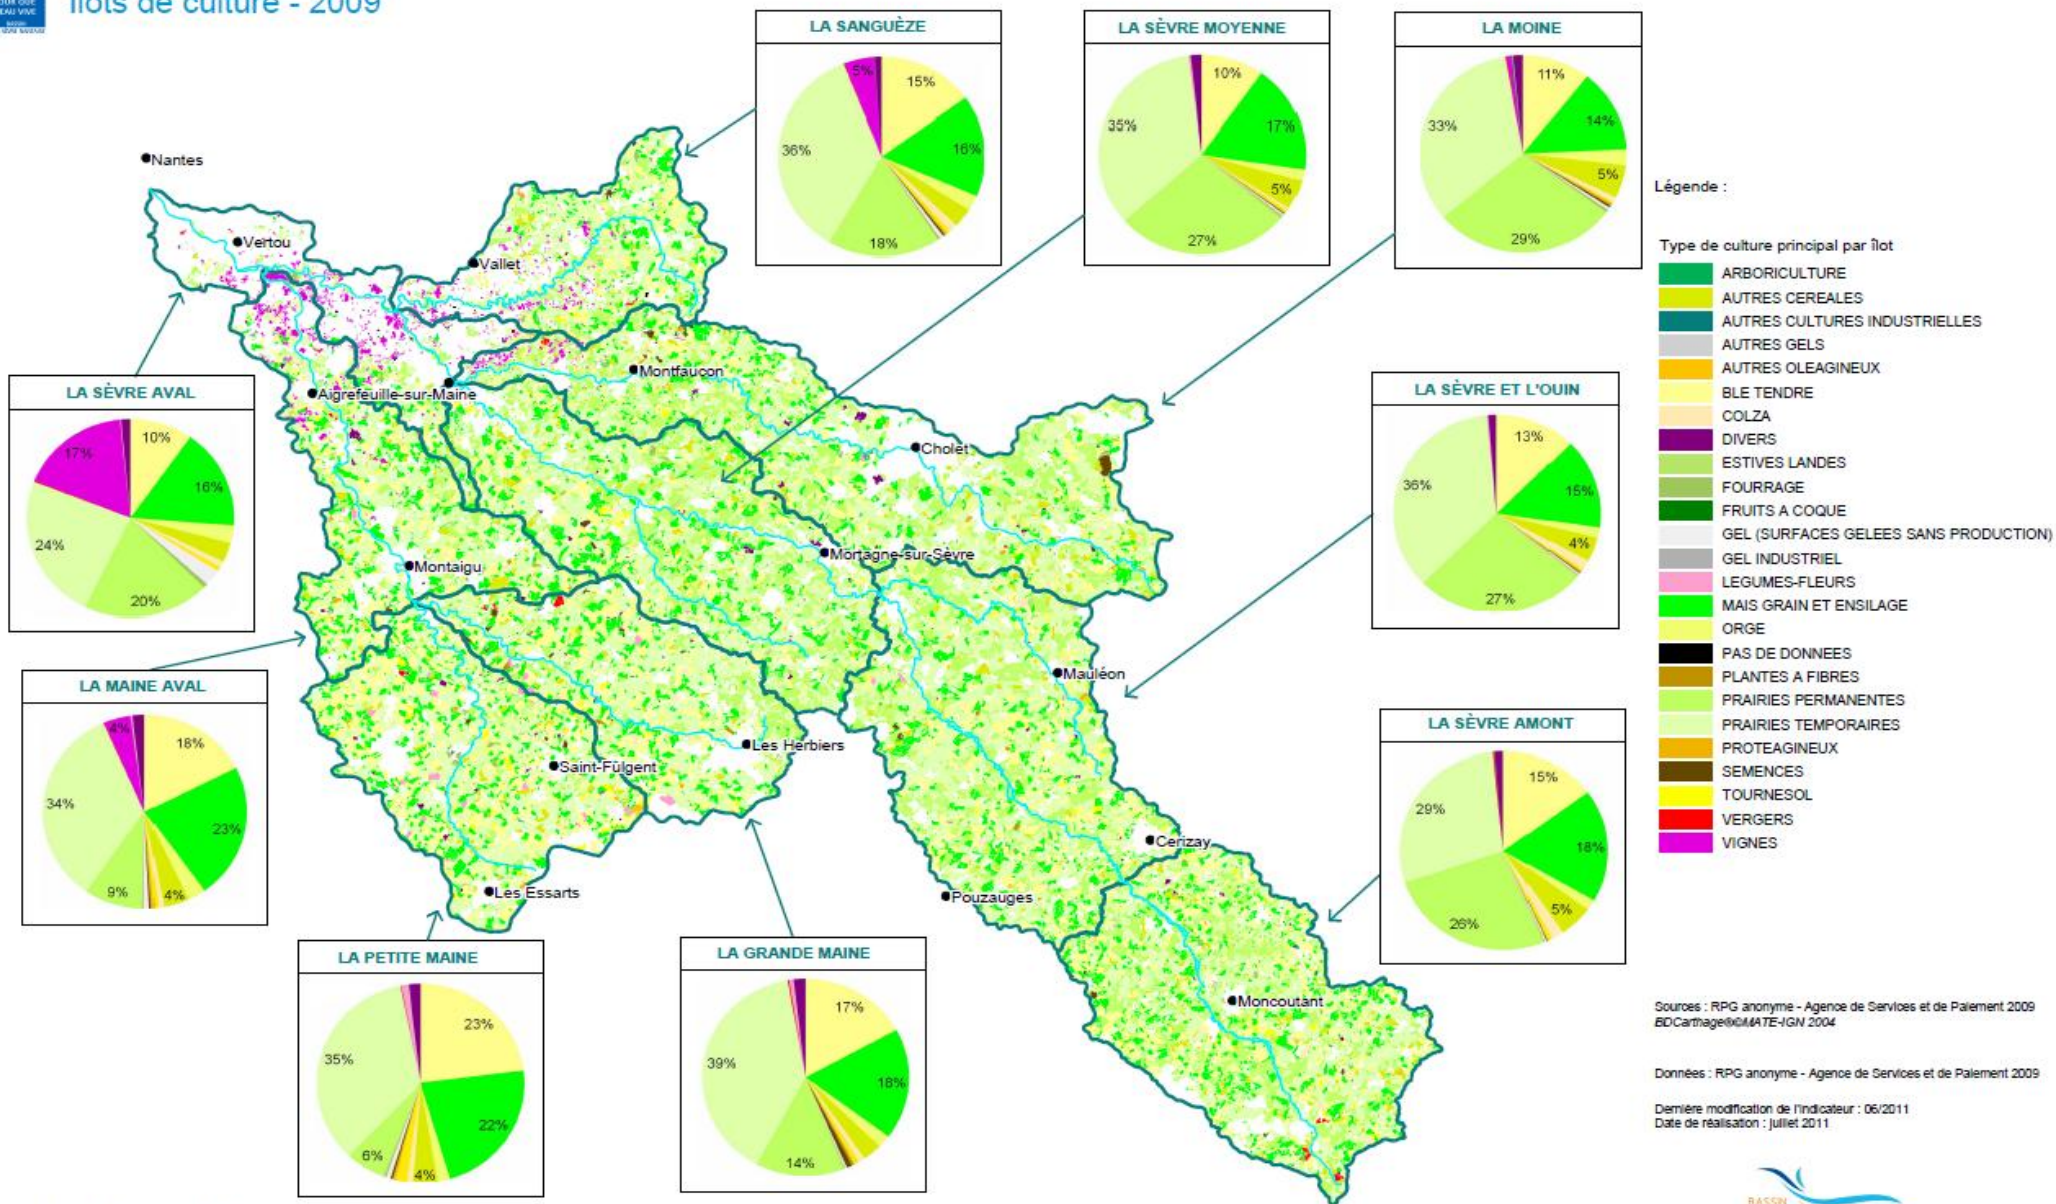 îlots de culture - 2009
EAU VIVE
LA SANGUÈZE
5%
15%
16%
36%
18%
LA SÈVRE MOYENNE
10%
17%
35%
5%
27%
LA MOINE
11%
14%
33%
5%
29%
Nantes
Vertou
Vallet
Montfaucon
Aigrefeuille-sur-Maine
Cholet
Mortagne-sur-Sèvre
Montaigu
Mauléon
Les Herbiers
Saint-Fûlgent
Cerizay
Les Essarts
Pouzauges
Moncoutant
LA SÈVRE AVAL
10%
17%
16%
24%
20%
LA MAINE AVAL
4%
18%
34%
23%
9%
4%
LA PETITE MAINE
23%
35%
22%
6%
4%
LA GRANDE MAINE
17%
39%
18%
14%
LA SÈVRE ET L'OUIN
13%
36%
15%
4%
27%
LA SÈVRE AMONT
15%
29%
18%
5%
26%
Légende :
Type de culture principal par îlot
ARBORICULTURE
AUTRES CEREALES
AUTRES CULTURES INDUSTRIELLES
AUTRES GELS
AUTRES OLEAGINEUX
BLE TENDRE
COLZA
DIVERS
ESTIVES LANDES
FOURRAGE
FRUITS A COQUE
GEL (SURFACES GELEES SANS PRODUCTION)
GEL INDUSTRIEL
LEGUMES-FLEURS
MAIS GRAIN ET ENSILAGE
ORGE
PAS DE DONNEES
PLANTES A FIBRES
PRAIRIES PERMANENTES
PRAIRIES TEMPORAIRES
PROTEAGINEUX
SEMENCES
TOURNESOL
VERGERS
VIGNES
Sources : RPG anonyme - Agence de Services et de Paiement 2009
BDCarthage®©MATE-IGN 2004
Données : RPG anonyme - Agence de Services et de Paiement 2009
Dernière modification de l'indicateur : 06/2011
Date de réalisation : juillet 2011
BASSIN